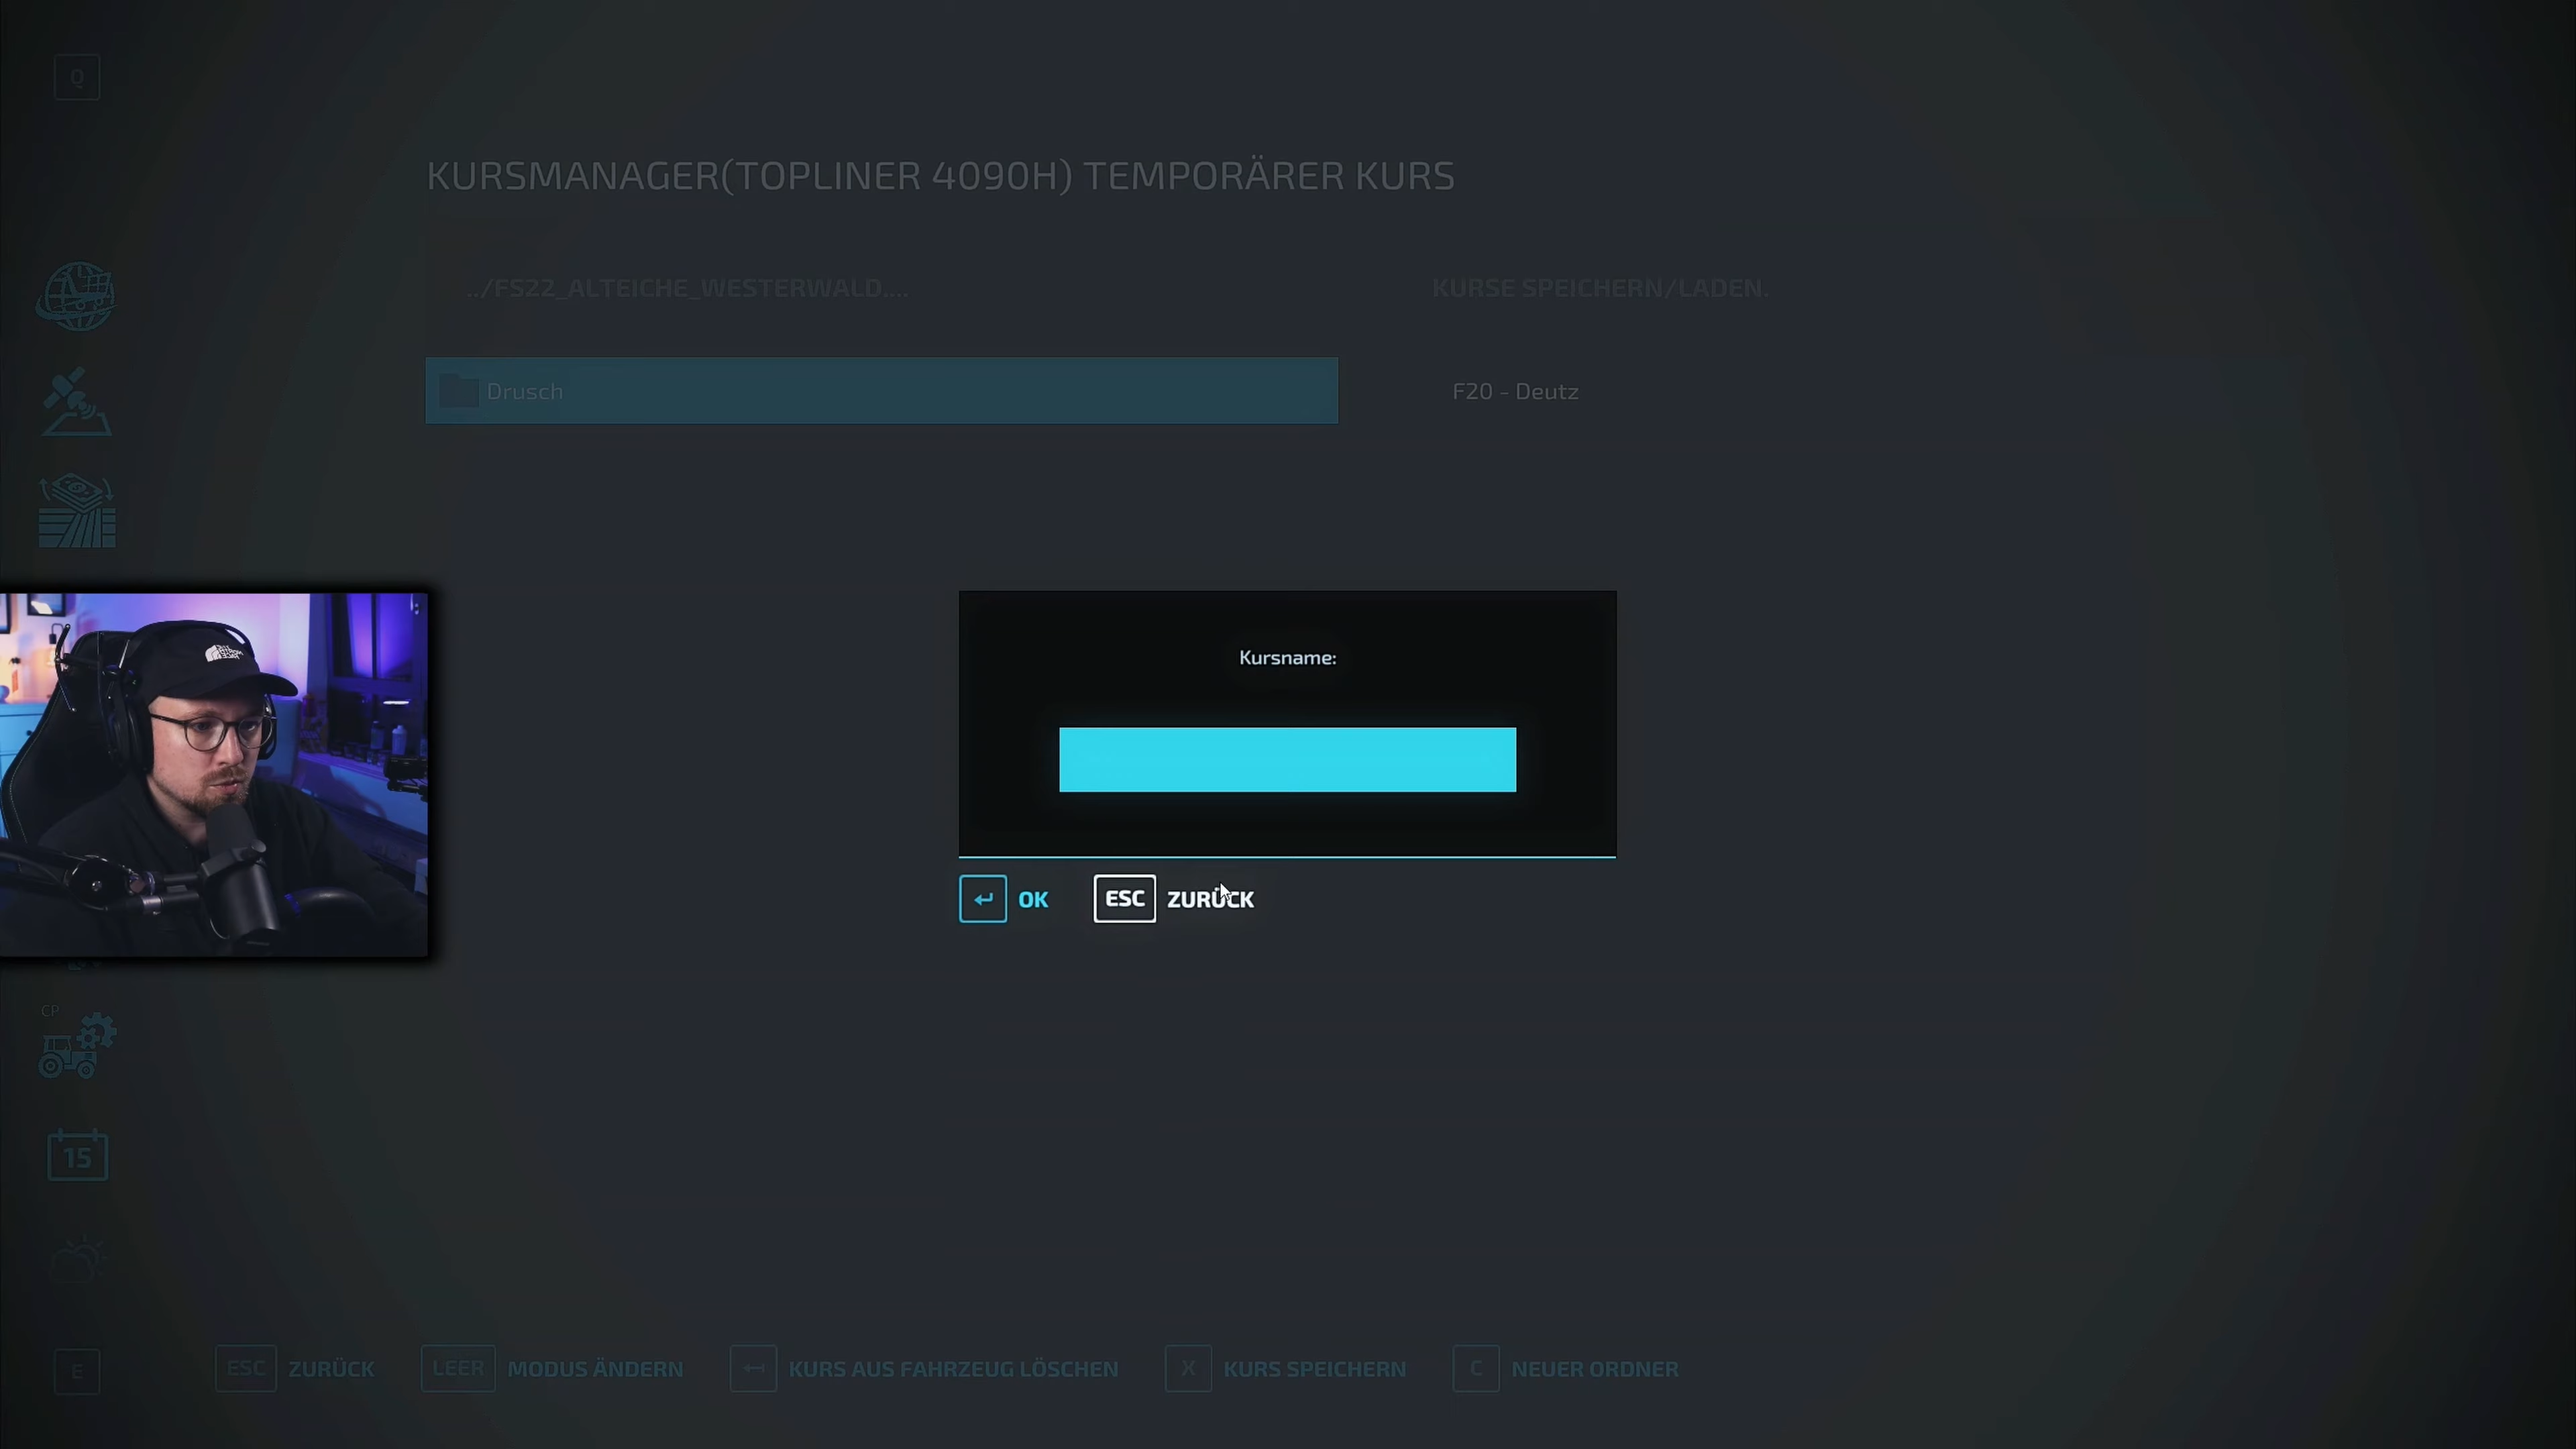 Q
KURSMANAGER(TOPLINER 4090H) TEMPORÄRER KURS
../FS22_ALTEICHE_WESTERWALD....
KURSE SPEICHERN/LADEN.
Drusch
F20 - Deutz
Kursname:
OK
ESC ZURÜCK
CP
15
E
ESC ZURÜCK
LEER MODUS ÄNDERN
KURS AUS FAHRZEUG LÖSCHEN
X KURS SPEICHERN
C NEUER ORDNER